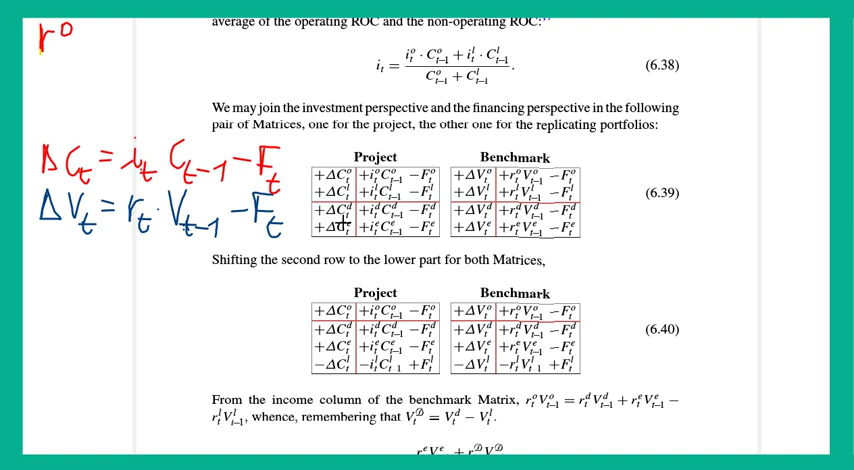 r^o
average of the operating ROC and the non-operating ROC:
i_t = (i_t^o · C_{t-1}^o + i_t^l · C_{t-1}^l) / (C_{t-1}^o + C_{t-1}^l). (6.38)
We may join the investment perspective and the financing perspective in the following
pair of Matrices, one for the project, the other one for the replicating portfolios:
ΔC_t = i_t C_{t-1} − F_t
ΔV_t = r_t · V_{t-1} − F_t
Project Benchmark
+ΔC_t^o +i_t^o C_{t-1}^o −F_t^o +ΔV_t^o +r_t^o V_{t-1}^o −F_t^o
+ΔC_t^l +i_t^l C_{t-1}^l −F_t^l +ΔV_t^l +r_t^l V_{t-1}^l −F_t^l
+ΔC_t^d +i_t^d C_{t-1}^d −F_t^d +ΔV_t^d +r_t^d V_{t-1}^d −F_t^d
+ΔC_t^e +i_t^e C_{t-1}^e −F_t^e +ΔV_t^e +r_t^e V_{t-1}^e −F_t^e
(6.39)
Shifting the second row to the lower part for both Matrices,
Project Benchmark
+ΔC_t^o +i_t^o C_{t-1}^o −F_t^o +ΔV_t^o +r_t^o V_{t-1}^o −F_t^o
+ΔC_t^d +i_t^d C_{t-1}^d −F_t^d +ΔV_t^d +r_t^d V_{t-1}^d −F_t^d
+ΔC_t^e +i_t^e C_{t-1}^e −F_t^e +ΔV_t^e +r_t^e V_{t-1}^e −F_t^e
−ΔC_t^l −i_t^l C_{t-1}^l +F_t^l −ΔV_t^l −r_t^l V_{t-1}^l +F_t^l
(6.40)
From the income column of the benchmark Matrix, r_t^o V_{t-1}^o = r_t^d V_{t-1}^d + r_t^e V_{t-1}^e −
r_t^l V_{t-1}^l, whence, remembering that V_t^𝒟 = V_t^d − V_t^l.